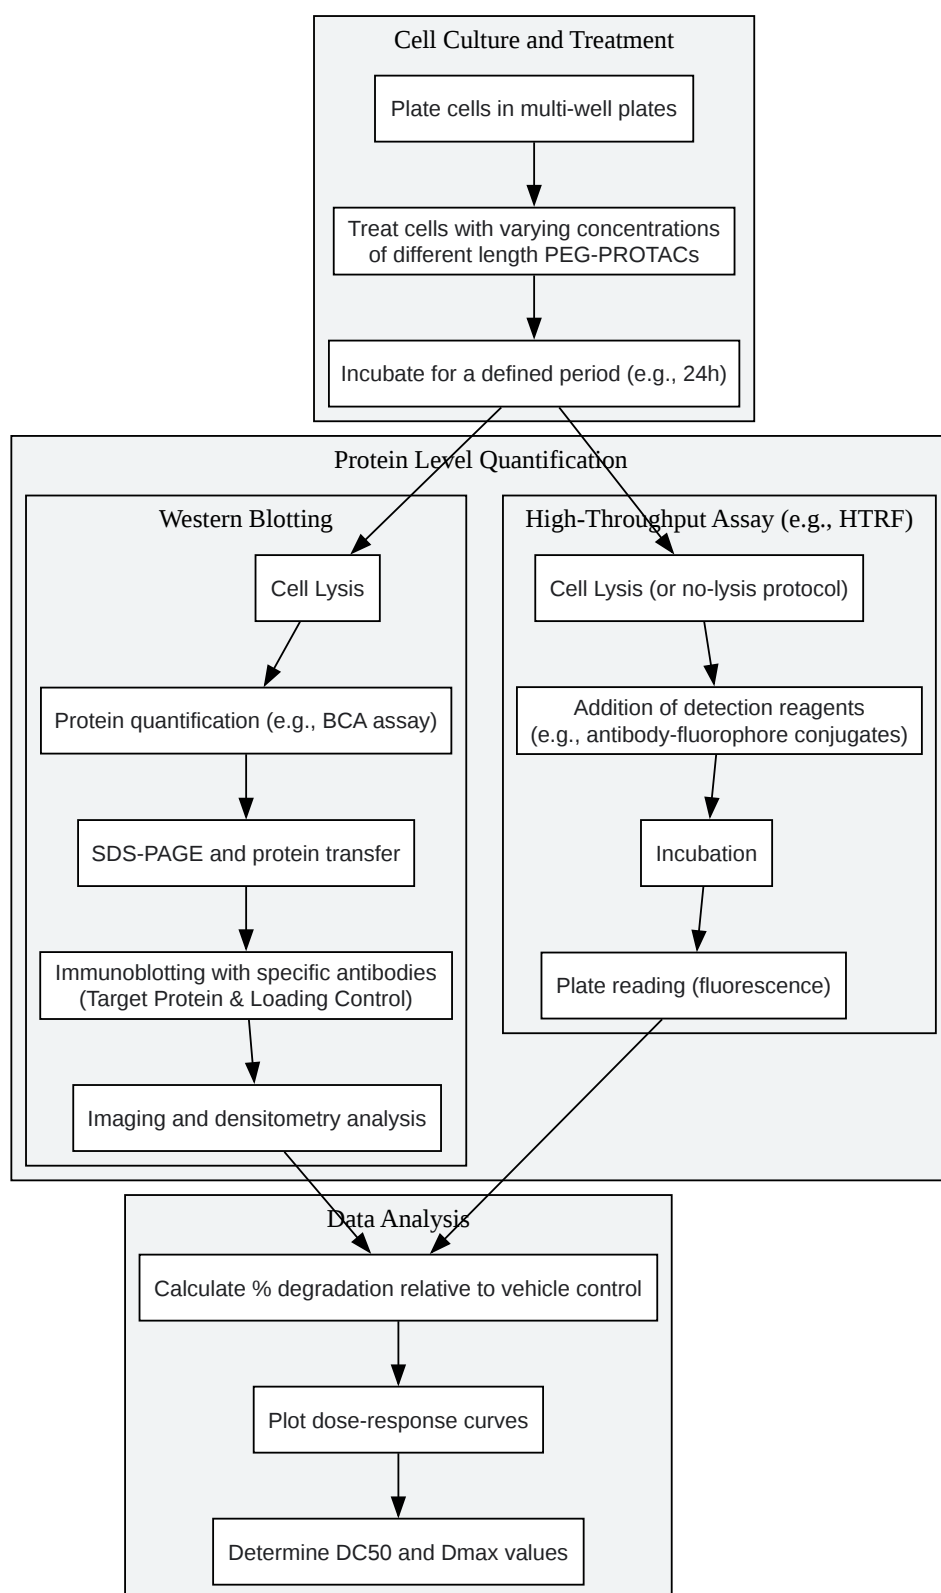 Cell Culture and Treatment
Plate cells in multi-well plates
Treat cells with varying concentrations
of different length PEG-PROTACs
Incubate for a defined period (e.g., 24h)
Protein Level Quantification
Western Blotting
Cell Lysis
Protein quantification (e.g., BCA assay)
SDS-PAGE and protein transfer
Immunoblotting with specific antibodies
(Target Protein & Loading Control)
Imaging and densitometry analysis
High-Throughput Assay (e.g., HTRF)
Cell Lysis (or no-lysis protocol)
Addition of detection reagents
(e.g., antibody-fluorophore conjugates)
Incubation
Plate reading (fluorescence)
Data Analysis
Calculate % degradation relative to vehicle control
Plot dose-response curves
Determine DC50 and Dmax values